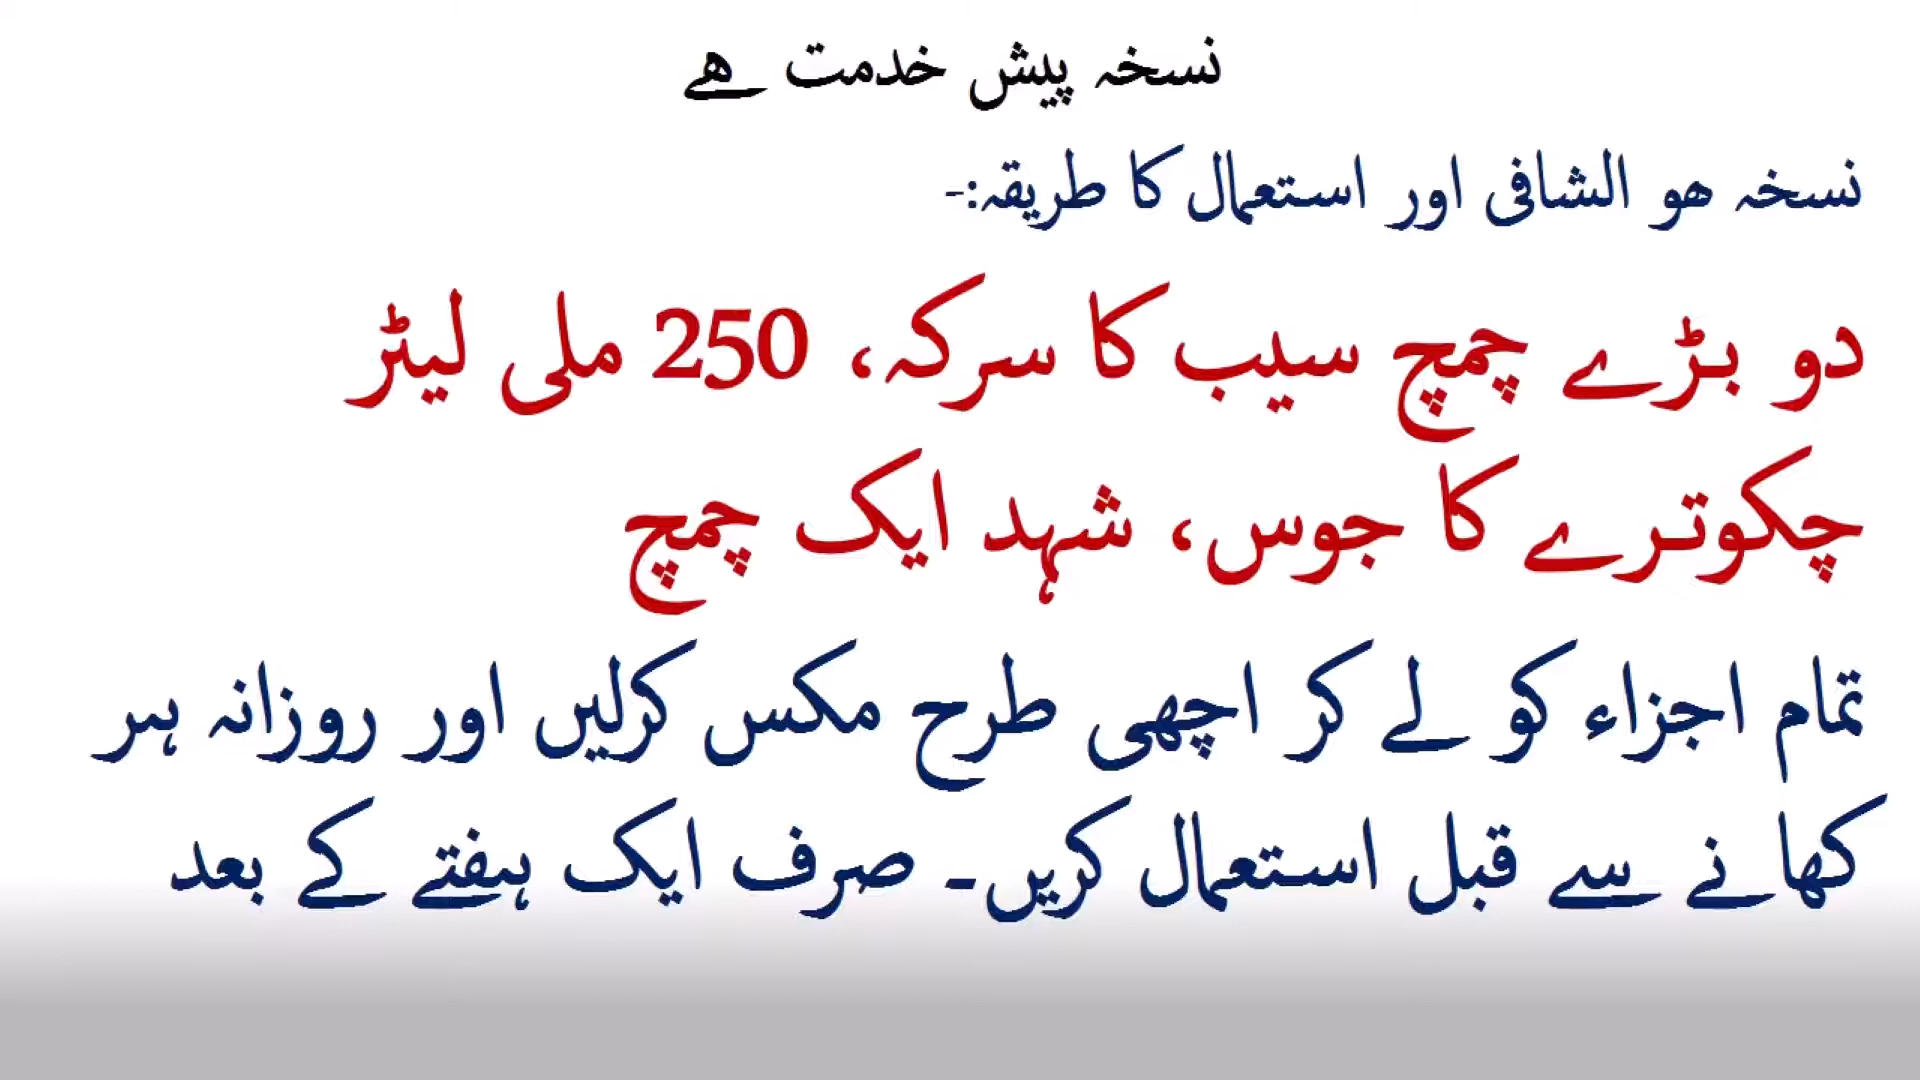 نسخہ پیش خدمت ہے
نسخہ ھو الشافی اور استعمال کا طریقہ:-
دو بڑے چمچ سیب کا سرکہ، 250 ملی لیٹر
چکوترے کا جوس، شہد ایک چمچ
تمام اجزاء کو لے کر اچھی طرح مکس کرلیں اور روزانہ ہر
کھانے سے قبل استعمال کریں۔ صرف ایک ہفتے کے بعد